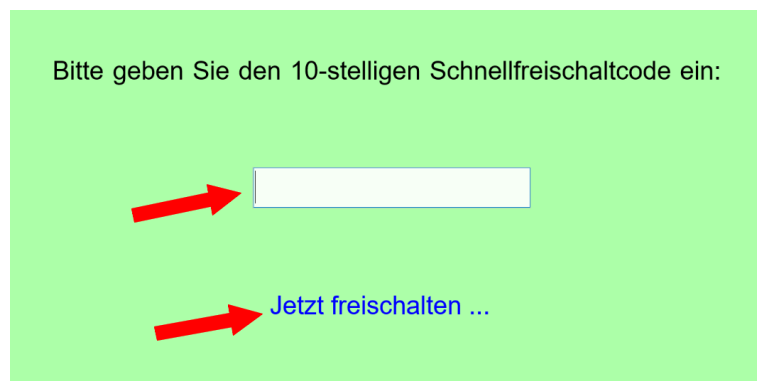 Bitte geben Sie den 10-stelligen Schnellfreischaltcode ein:
Jetzt freischalten ...